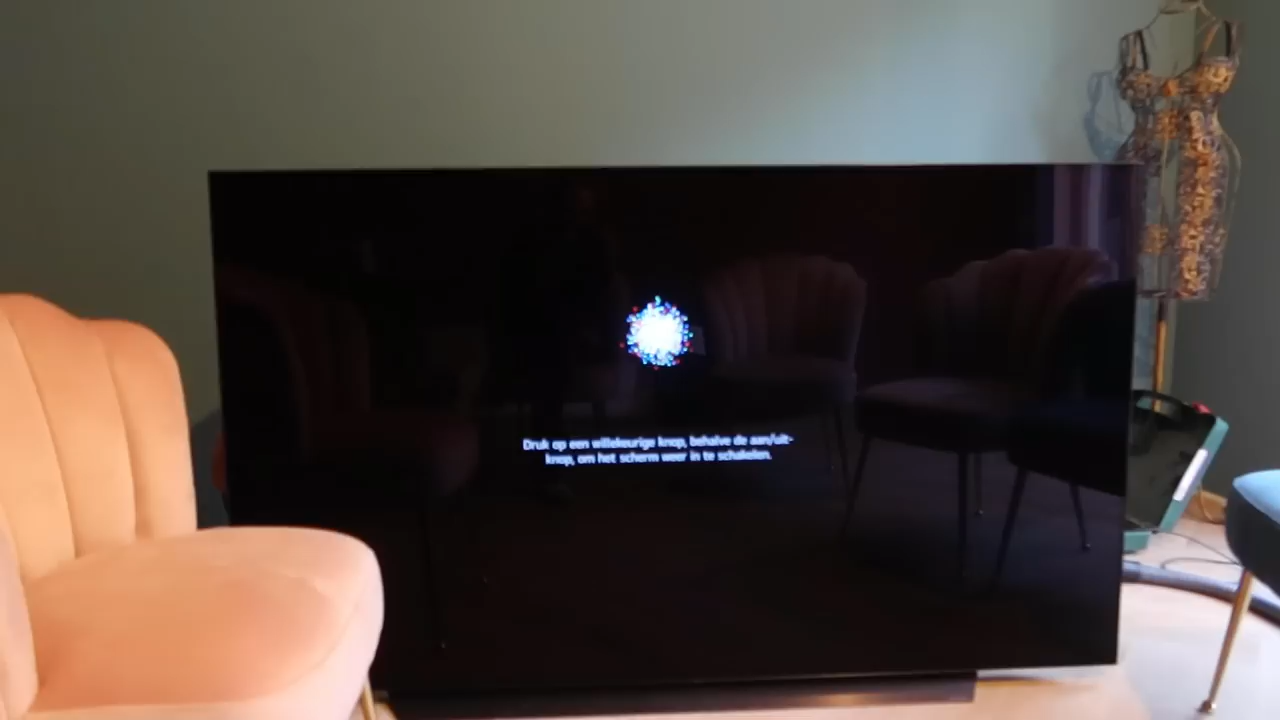 Druk op een willekeurige knop, behalve de aan/uit-
knop, om het scherm weer in te schakelen.